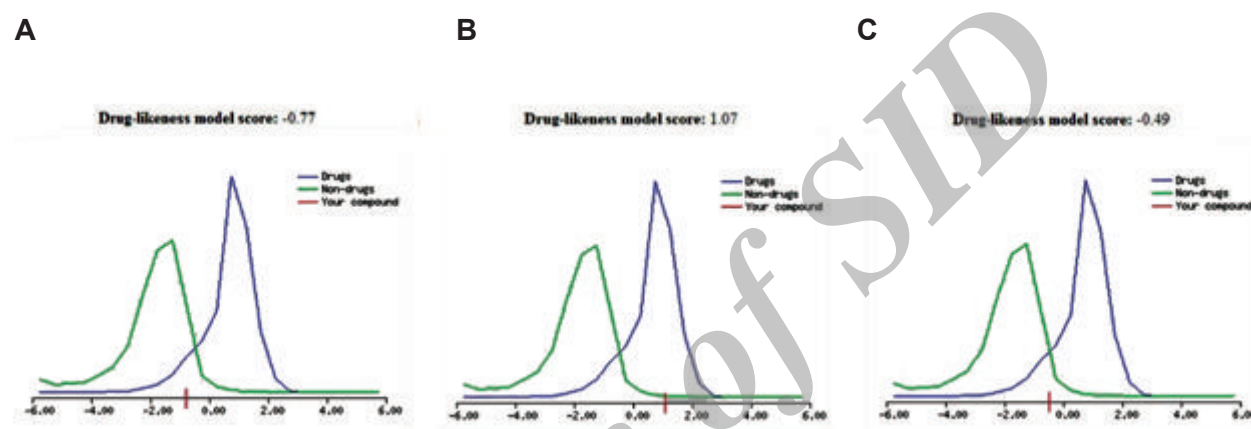 A
B
C
Drug-likeness model score: -0.77
Drug-likeness model score: 1.07
Drug-likeness model score: -0.49
Drugs
Non-drugs
Your compound
Drugs
Non-drugs
Your compound
Drugs
Non-drugs
Your compound
-6.00 -4.00 -2.00 0.00 2.00 4.00 6.00
-6.00 -4.00 -2.00 0.00 2.00 4.00 6.00
-6.00 -4.00 -2.00 0.00 2.00 4.00 6.00
of SID